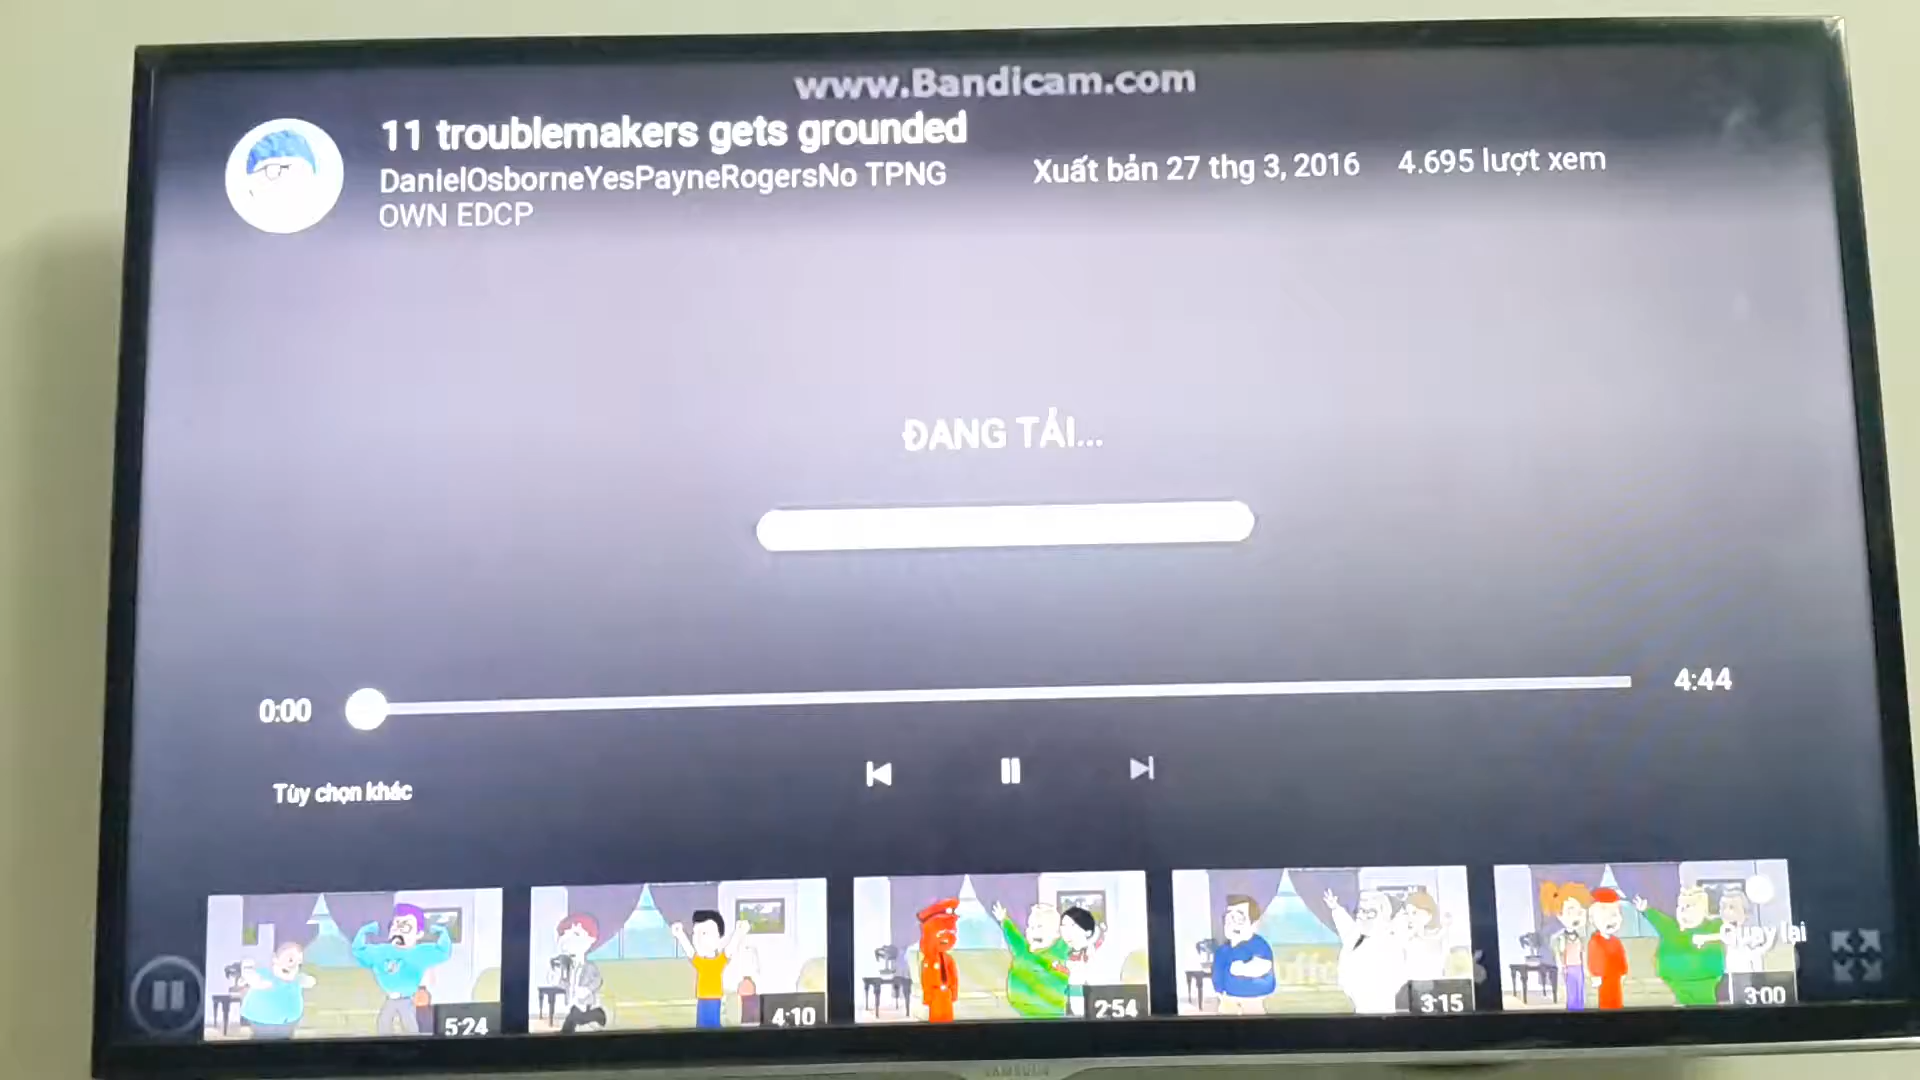 www.Bandicam.com
11 troublemakers gets grounded
DanielOsborneYesPayneRogersNo TPNG
OWN EDCP
Xuất bản 27 thg 3, 2016
4.695 lượt xem
ĐANG TẢI...
0:00
4:44
Tùy chọn khác
Quay lại
5:24
4:10
2:54
3:15
3:00
SAMSUNG